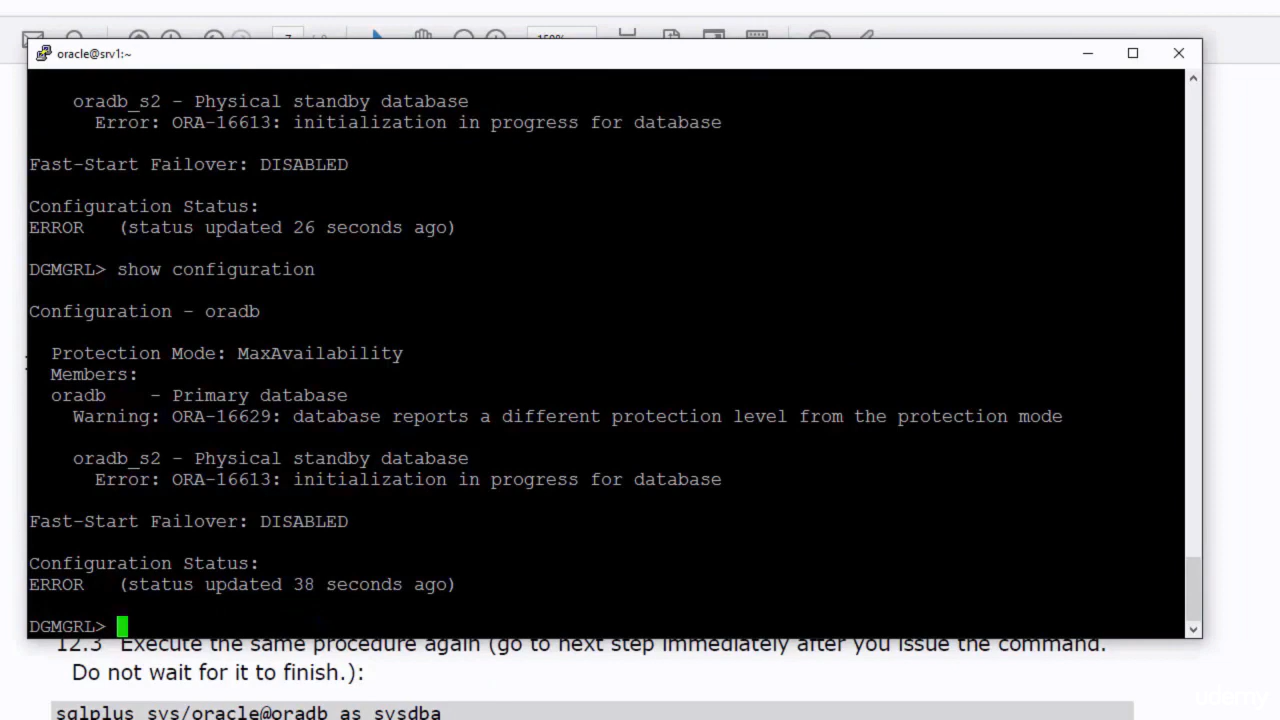 oracle@srv1:~
oradb_s2 - Physical standby database
Error: ORA-16613: initialization in progress for database
Fast-Start Failover: DISABLED
Configuration Status:
ERROR (status updated 26 seconds ago)
DGMGRL> show configuration
Configuration - oradb
Protection Mode: MaxAvailability
Members:
oradb - Primary database
Warning: ORA-16629: database reports a different protection level from the protection mode
oradb_s2 - Physical standby database
Error: ORA-16613: initialization in progress for database
Fast-Start Failover: DISABLED
Configuration Status:
ERROR (status updated 38 seconds ago)
DGMGRL>
12.3 Execute the same procedure again (go to next step immediately after you issue the command.
Do not wait for it to finish.):
sqlplus sys/oracle@oradb as sysdba
udemy